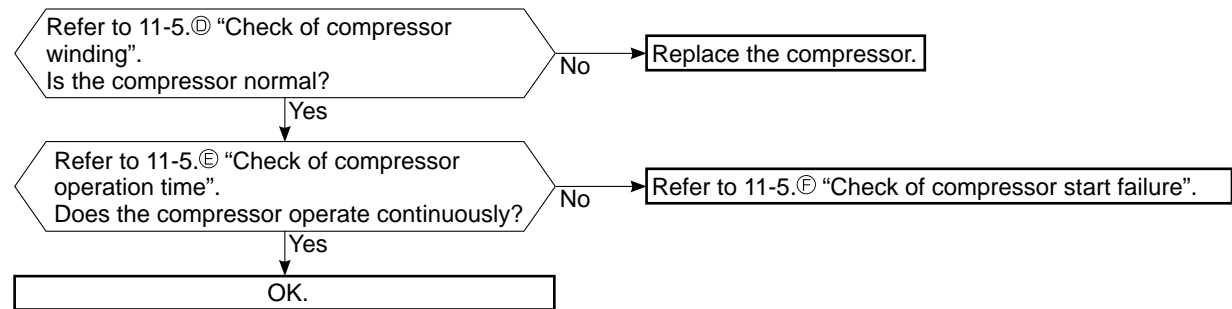 Refer to 11-5.Ⓓ “Check of compressor
winding”.
Is the compressor normal?
No
Replace the compressor.
Yes
Refer to 11-5.Ⓔ “Check of compressor
operation time”.
Does the compressor operate continuously?
No
Refer to 11-5.Ⓕ “Check of compressor start failure”.
Yes
OK.